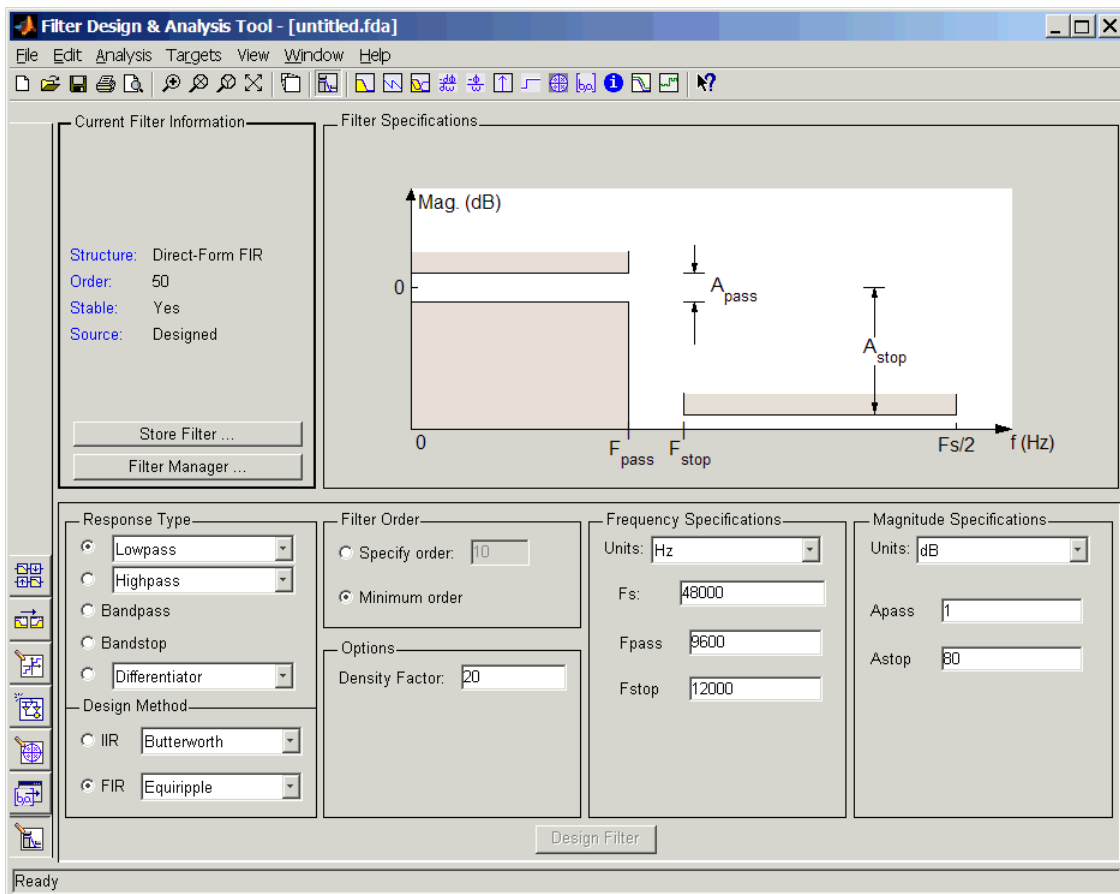 Filter Design & Analysis Tool - [untitled.fda]
File Edit Analysis Targets View Window Help
Current Filter Information
Structure: Direct-Form FIR
Order: 50
Stable: Yes
Source: Designed
Store Filter ...
Filter Manager ...
Filter Specifications
Mag. (dB)
0
A_pass
A_stop
0
F_pass
F_stop
Fs/2
f (Hz)
Response Type
Lowpass
Highpass
Bandpass
Bandstop
Differentiator
Design Method
IIR Butterworth
FIR Equiripple
Filter Order
Specify order: 10
Minimum order
Options
Density Factor: 20
Frequency Specifications
Units: Hz
Fs: 48000
Fpass 9600
Fstop 12000
Magnitude Specifications
Units: dB
Apass 1
Astop 80
Design Filter
Ready